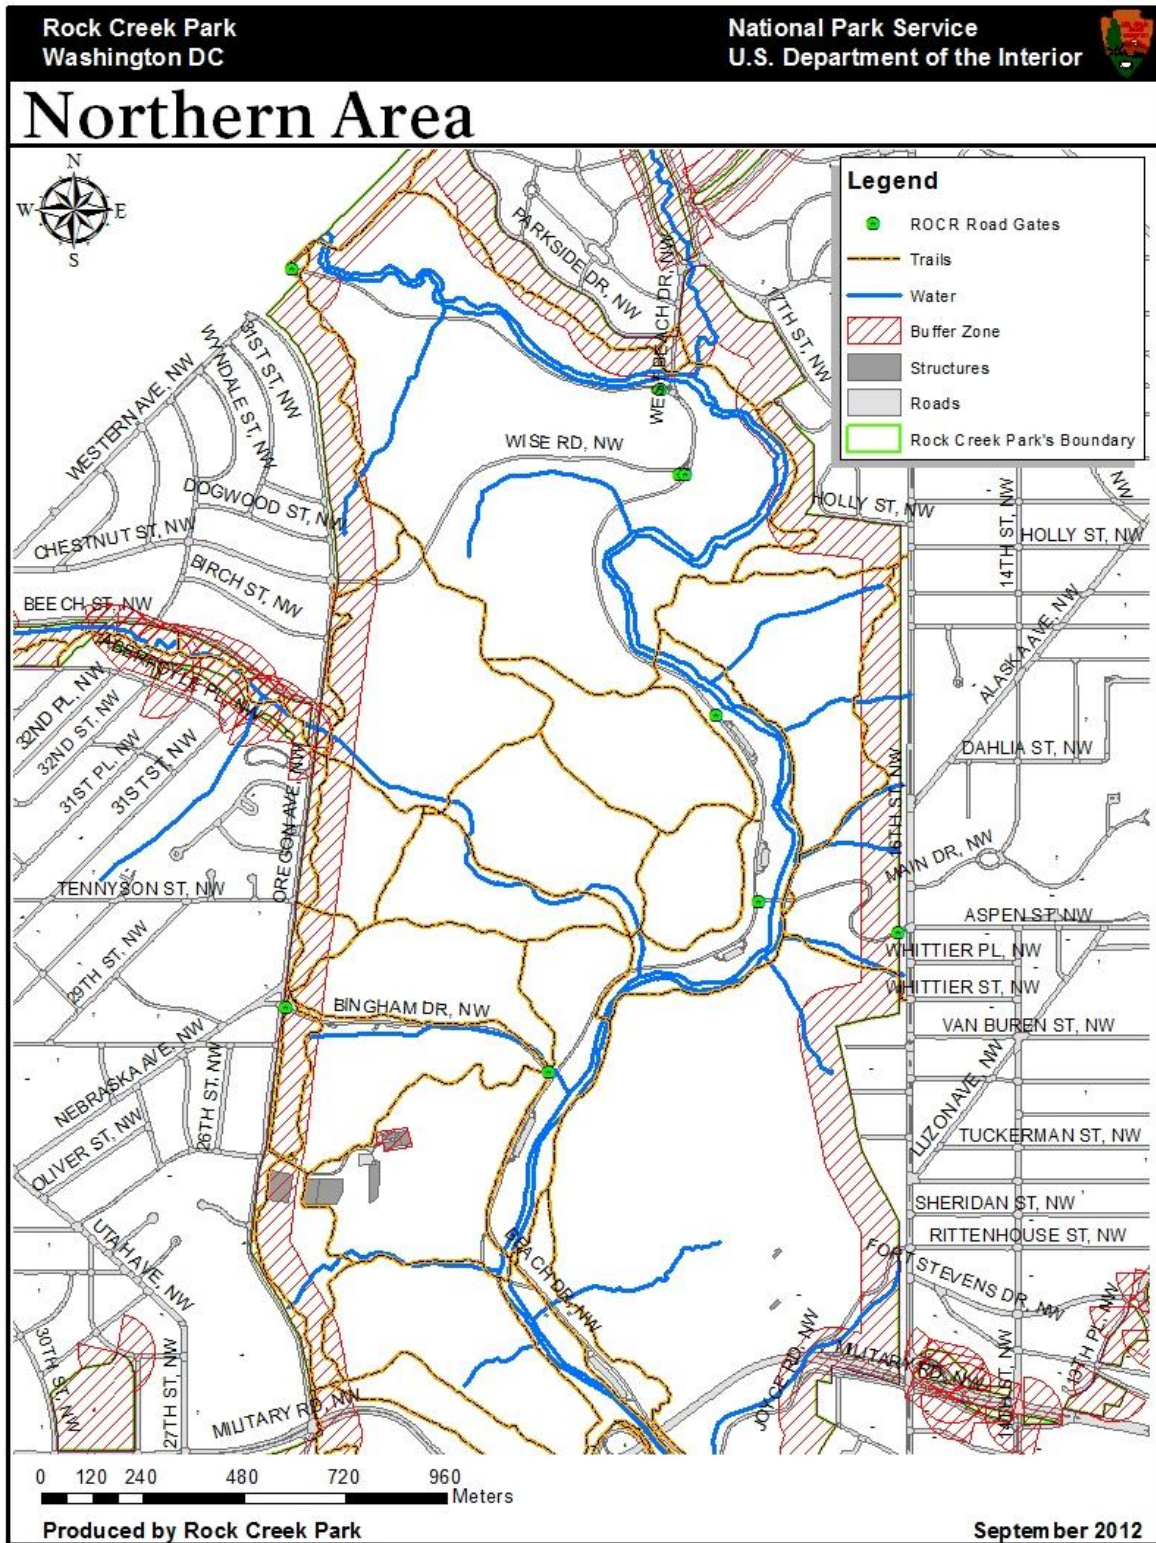 Rock Creek Park
Washington DC
National Park Service
U.S. Department of the Interior
Northern Area
N
W
E
S
Legend
ROCR Road Gates
Trails
Water
Buffer Zone
Structures
Roads
Rock Creek Park's Boundary
PARKSIDE DR, NW
WEST BEACH DR, NW
17TH ST, NW
31ST ST, NW
WYNDALE ST, NW
WESTERN AVE, NW
WISE RD, NW
DOGWOOD ST, NW
CHESTNUT ST, NW
BIRCH ST, NW
BEECH ST, NW
HOLLY ST, NW
14TH ST, NW
NW
HOLLY ST, NW
ALASKA AVE, NW
32ND PL, NW
32ND ST, NW
31ST PL, NW
31ST ST, NW
OREGON AVE, NW
DAHLIA ST, NW
16TH ST, NW
MAIN DR, NW
TENNYSON ST, NW
29TH ST, NW
ASPEN ST, NW
WHITTIER PL, NW
WHITTIER ST, NW
VAN BUREN ST, NW
BINGHAM DR, NW
NEBRASKA AVE, NW
26TH ST, NW
OLIVER ST, NW
LUZON AVE, NW
TUCKERMAN ST, NW
SHERIDAN ST, NW
RITTENHOUSE ST, NW
UTAH AVE, NW
BEACH DR, NW
FORT STEVENS DR, NW
13TH PL, NW
30TH ST, NW
27TH ST, NW
MILITARY RD, NW
JOYCE RD, NW
MILITARY RD, NW
14TH ST, NW
0 120 240 480 720 960
Meters
Produced by Rock Creek Park
September 2012